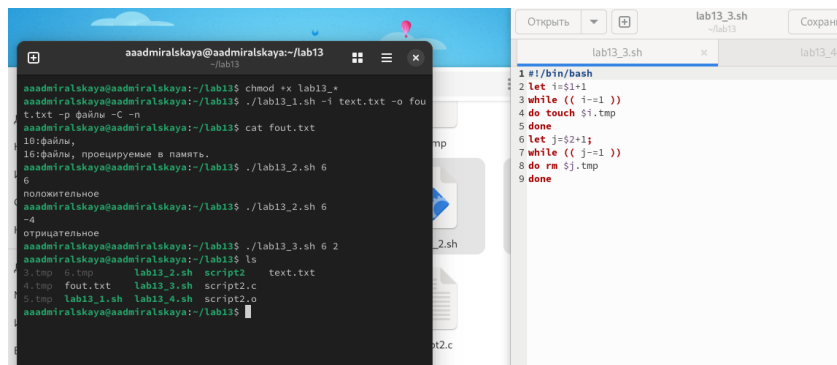 aaadmiralskaya@aadmiralskaya:~/lab13
~/lab13
aaadmiralskaya@aadmiralskaya:~/lab13$ chmod +x lab13_*
aaadmiralskaya@aadmiralskaya:~/lab13$ ./lab13_1.sh -i text.txt -o fou
t.txt -p файлы -C -n
aaadmiralskaya@aadmiralskaya:~/lab13$ cat fout.txt
10:файлы,
16:файлы, проецируемые в память.
aaadmiralskaya@aadmiralskaya:~/lab13$ ./lab13_2.sh 6
6
положительное
aaadmiralskaya@aadmiralskaya:~/lab13$ ./lab13_2.sh 6
-4
отрицательное
aaadmiralskaya@aadmiralskaya:~/lab13$ ./lab13_3.sh 6 2
aaadmiralskaya@aadmiralskaya:~/lab13$ ls
3.tmp 6.tmp lab13_2.sh script2 text.txt
4.tmp fout.txt lab13_3.sh script2.c
5.tmp lab13_1.sh lab13_4.sh script2.o
aaadmiralskaya@aadmiralskaya:~/lab13$
mp
_2.sh
pt2.c
Открыть
lab13_3.sh
~/lab13
Сохрани
lab13_3.sh
lab13_4
1 #!/bin/bash
2 let i=$1+1
3 while (( i-=1 ))
4 do touch $i.tmp
5 done
6 let j=$2+1;
7 while (( j-=1 ))
8 do rm $j.tmp
9 done